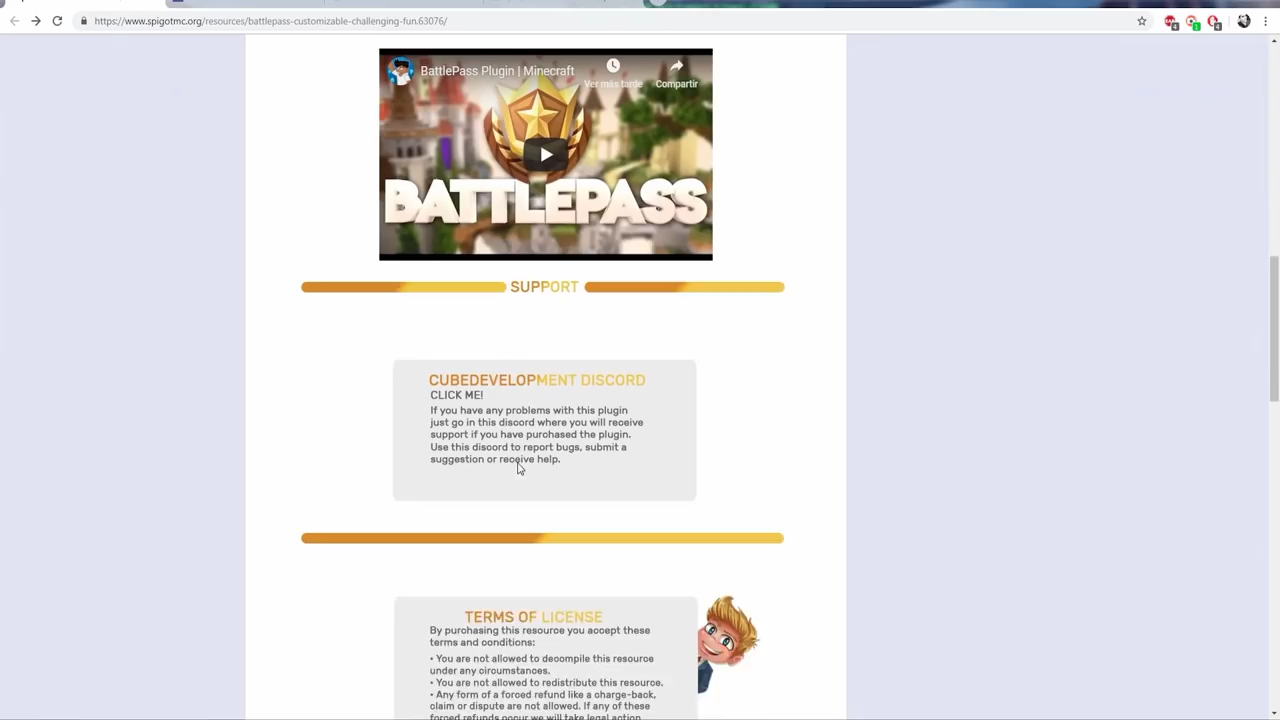 https://www.spigotmc.org/resources/battlepass-customizable-challenging-fun.63076/
BattlePass Plugin | Minecraft
Ver más tarde
Compartir
BATTLEPASS
SUPPORT
CUBEDEVELOPMENT DISCORD
CLICK ME!
If you have any problems with this plugin
just go in this discord where you will receive
support if you have purchased the plugin.
Use this discord to report bugs, submit a
suggestion or receive help.
TERMS OF LICENSE
By purchasing this resource you accept these
terms and conditions:
• You are not allowed to decompile this resource
under any circumstances.
• You are not allowed to redistribute this resource.
• Any form of a forced refund like a charge-back,
claim or dispute are not allowed. If any of these
forced refunds occur we will take legal action